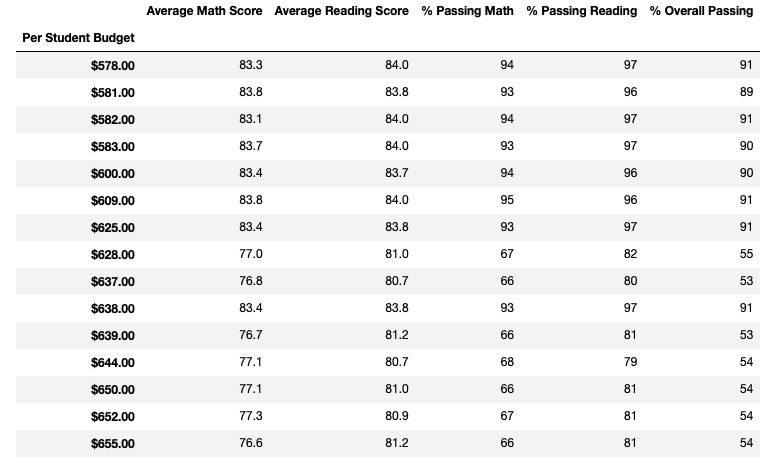 Average Math Score Average Reading Score % Passing Math % Passing Reading % Overall Passing
Per Student Budget
$578.00 83.3 84.0 94 97 91
$581.00 83.8 83.8 93 96 89
$582.00 83.1 84.0 94 97 91
$583.00 83.7 84.0 93 97 90
$600.00 83.4 83.7 94 96 90
$609.00 83.8 84.0 95 96 91
$625.00 83.4 83.8 93 97 91
$628.00 77.0 81.0 67 82 55
$637.00 76.8 80.7 66 80 53
$638.00 83.4 83.8 93 97 91
$639.00 76.7 81.2 66 81 53
$644.00 77.1 80.7 68 79 54
$650.00 77.1 81.0 66 81 54
$652.00 77.3 80.9 67 81 54
$655.00 76.6 81.2 66 81 54